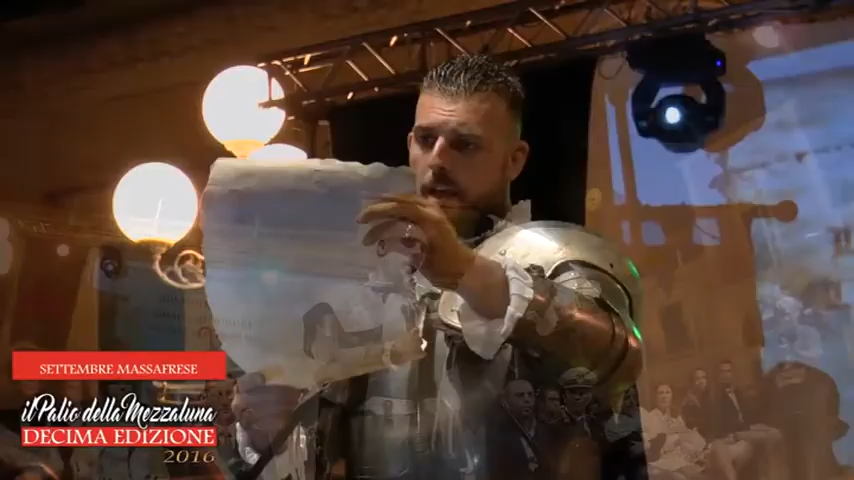 SETTEMBRE MASSAFRESE
il Palio della Mezzaluna
DECIMA EDIZIONE
2016